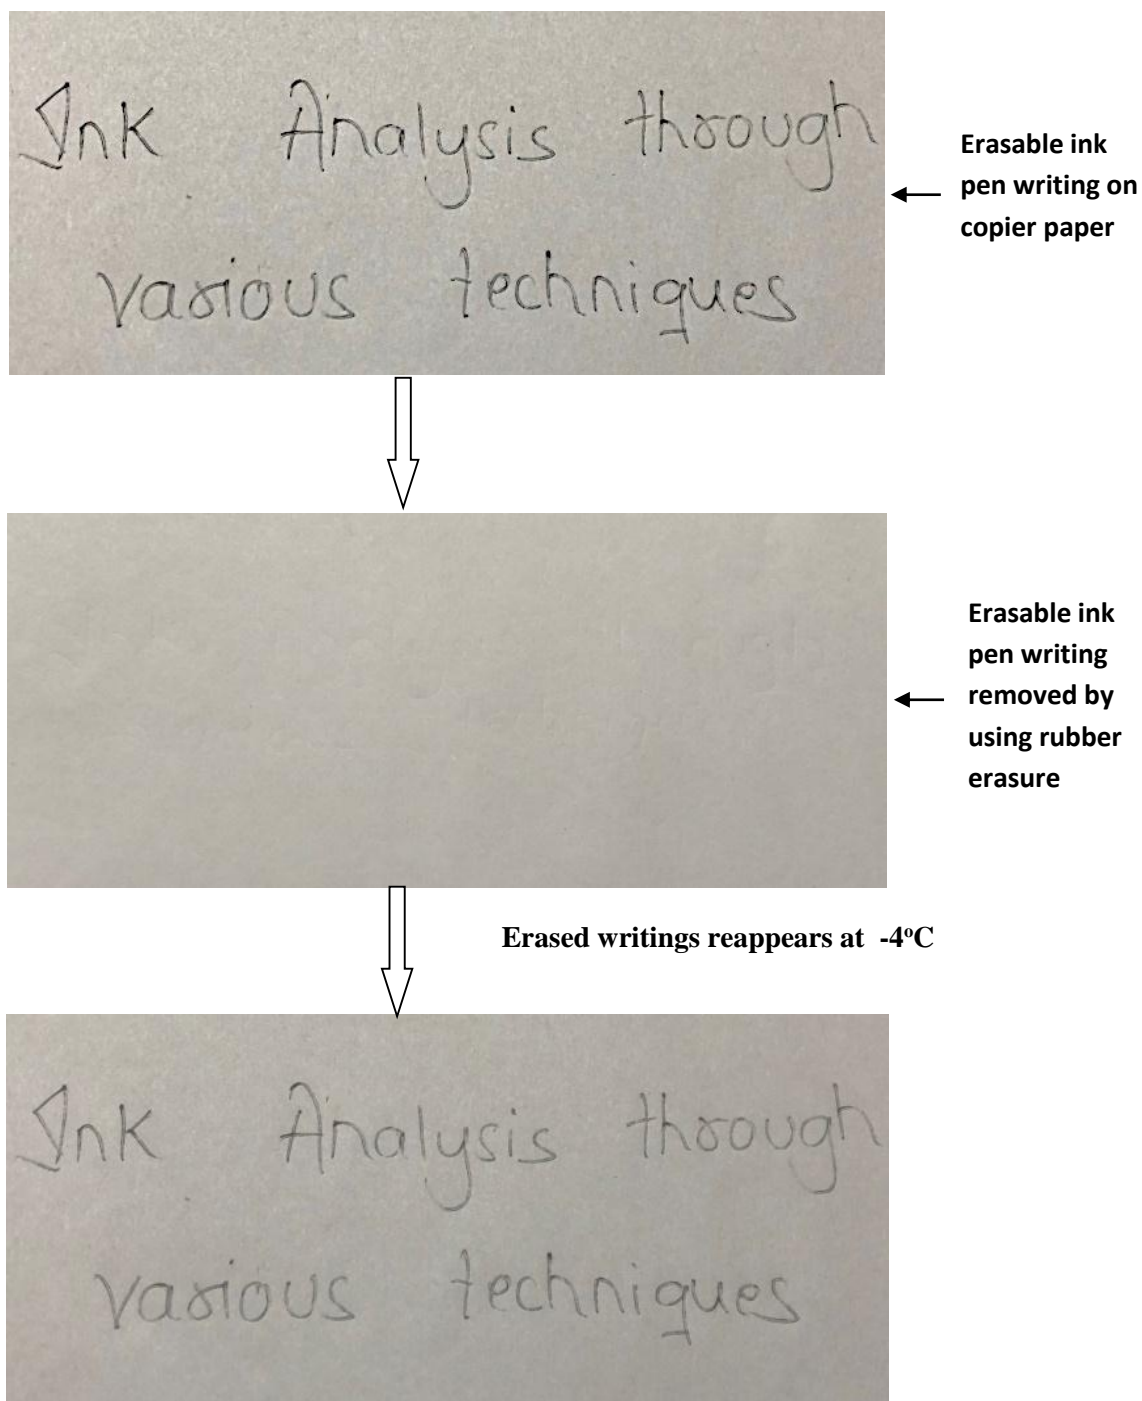 Ink Analysis through
various techniques
Erasable ink
pen writing on
copier paper
Erasable ink
pen writing
removed by
using rubber
erasure
Erased writings reappears at -4°C
Ink Analysis through
various techniques